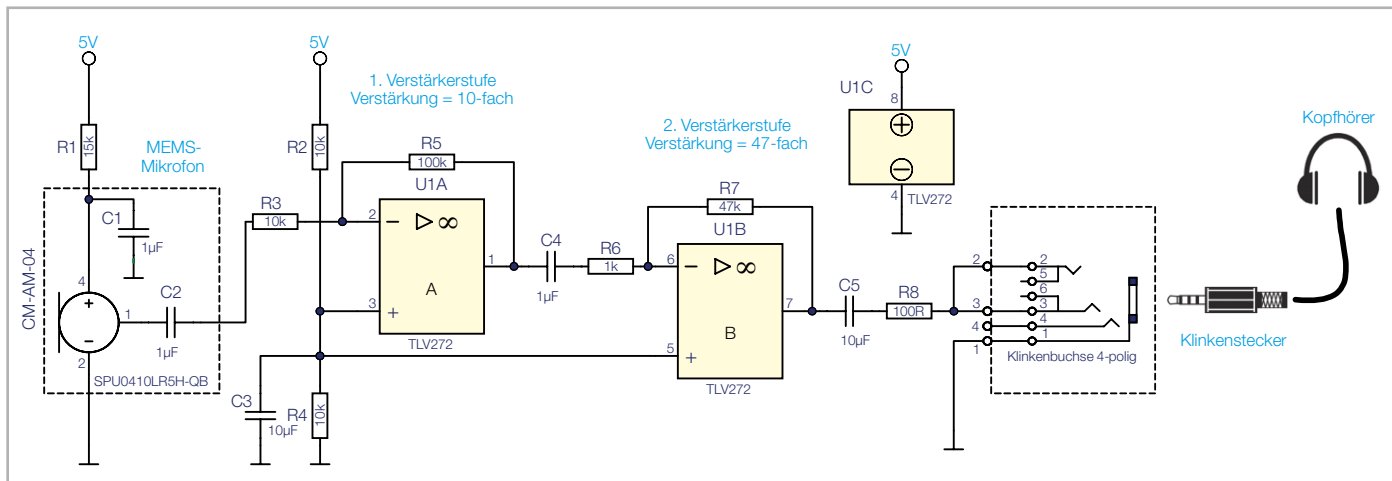 5V
5V
5V
1. Verstärkerstufe
Verstärkung = 10-fach
2. Verstärkerstufe
Verstärkung = 47-fach
MEMS-
Mikrofon
Kopfhörer
Klinkenstecker
R1
15k
R2
10k
R3
10k
R4
10k
R5
100k
R6
1k
R7
47k
R8
100R
C1
1µF
C2
1µF
C3
10µF
C4
1µF
C5
10µF
CM-AM-04
4
+
1
-
2
SPU0410LR5H-QB
U1A
2
-
∞
1
A
3
+
TLV272
U1B
6
-
∞
7
B
5
+
TLV272
U1C
8
+
-
4
TLV272
2
3
4
1
2
5
6
3
4
1
Klinkenbuchse 4-polig